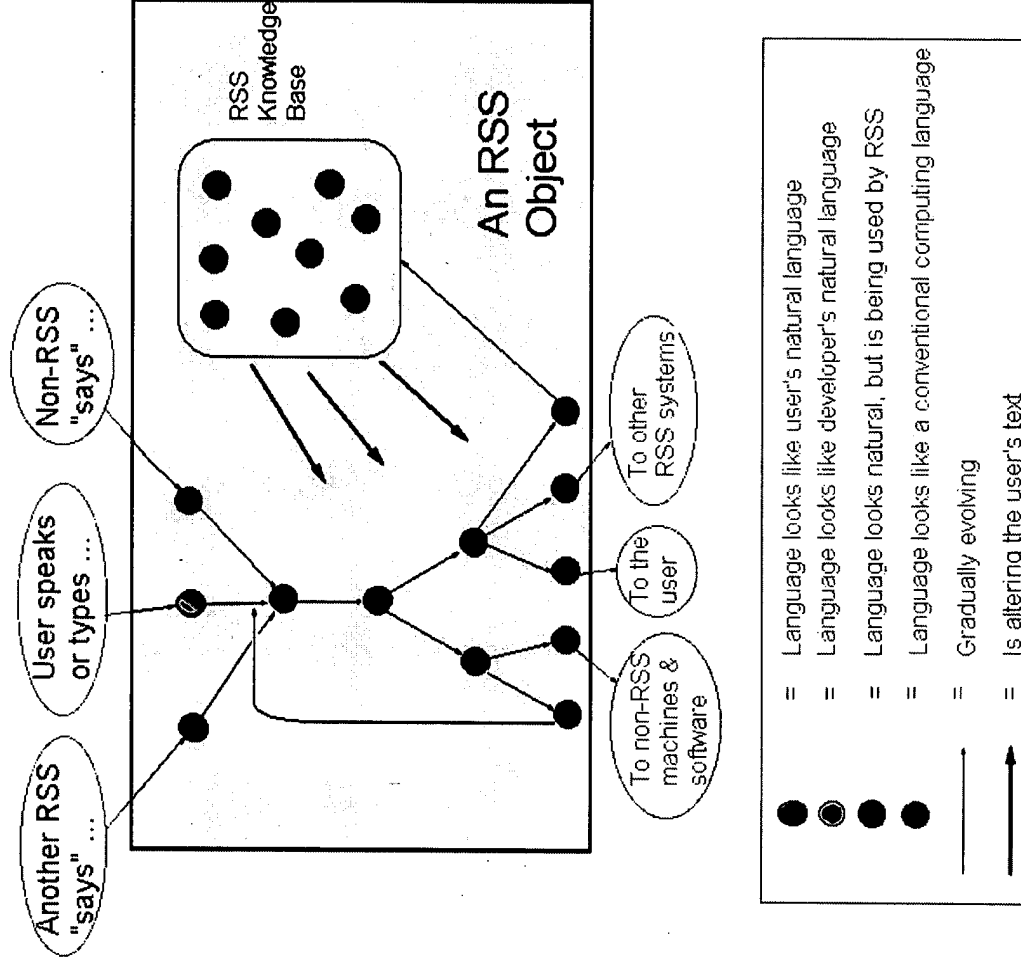 Another RSS
"says" ...
User speaks
or types ...
Non-RSS
"says" ...
RSS
Knowledge
Base
An RSS
Object
To non-RSS
machines &
software
To the
user
To other
RSS systems
= Language looks like user's natural language
= Language looks like developer's natural language
= Language looks natural, but is being used by RSS
= Language looks like a conventional computing language
= Gradually evolving
= Is altering the user's text